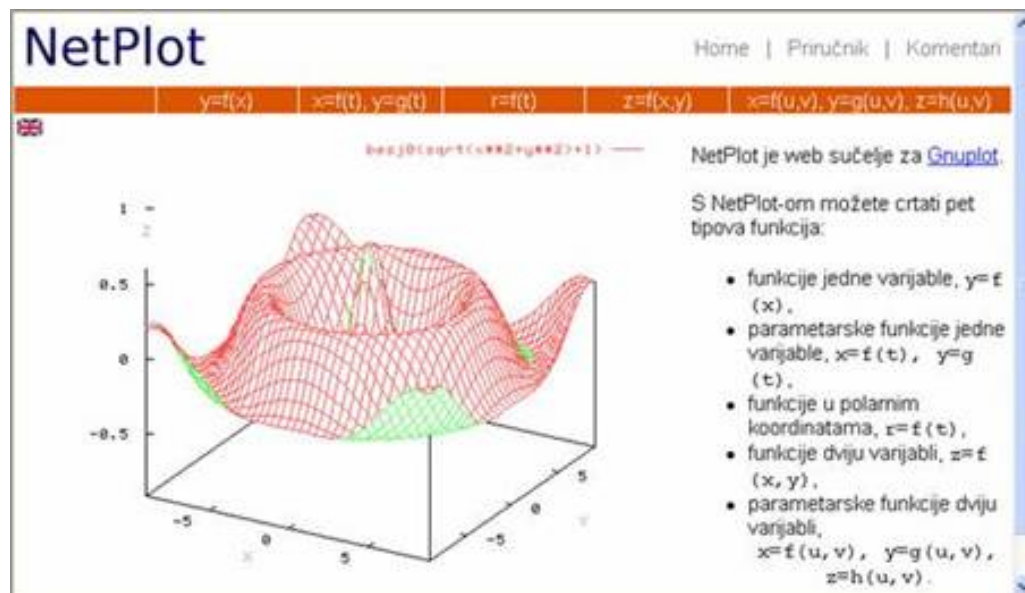 NetPlot
Home | Priručnik | Komentari
y=f(x) x=f(t), y=g(t) r=f(t) z=f(x,y) x=f(u,v), y=g(u,v), z=h(u,v)
besj0(sqrt(x**2+y**2)+1)
1
Z
0.5
0
-0.5
-5
0
5
X
-5
0
5
Y
NetPlot je web sučelje za Gnuplot.
S NetPlot-om možete crtati pet
tipova funkcija:
• funkcije jedne varijable, y=f
(x),
• parametarske funkcije jedne
varijable, x=f(t), y=g
(t),
• funkcije u polarnim
koordinatama, r=f(t),
• funkcije dviju varijabli, z=f
(x,y),
• parametarske funkcije dviju
varijabli,
x=f(u,v), y=g(u,v),
z=h(u,v).